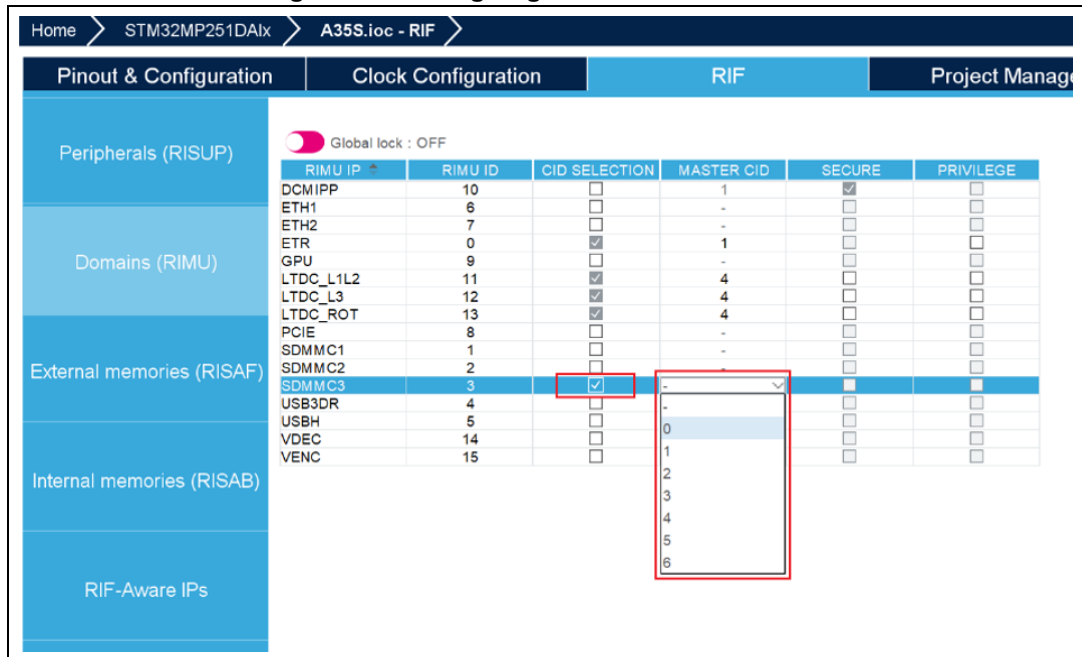 Home STM32MP251DAIx A35S.ioc - RIF
Pinout & Configuration Clock Configuration RIF Project Manage
Peripherals (RISUP)
Domains (RIMU)
External memories (RISAF)
Internal memories (RISAB)
RIF-Aware IPs
Global lock : OFF
RIMU IP RIMU ID CID SELECTION MASTER CID SECURE PRIVILEGE
DCMIPP 10 1
ETH1 6 -
ETH2 7 -
ETR 0 1
GPU 9 -
LTDC_L1L2 11 4
LTDC_L3 12 4
LTDC_ROT 13 4
PCIE 8 -
SDMMC1 1 -
SDMMC2 2 -
SDMMC3 3 -
USB3DR 4
USBH 5
VDEC 14
VENC 15
-
0
1
2
3
4
5
6